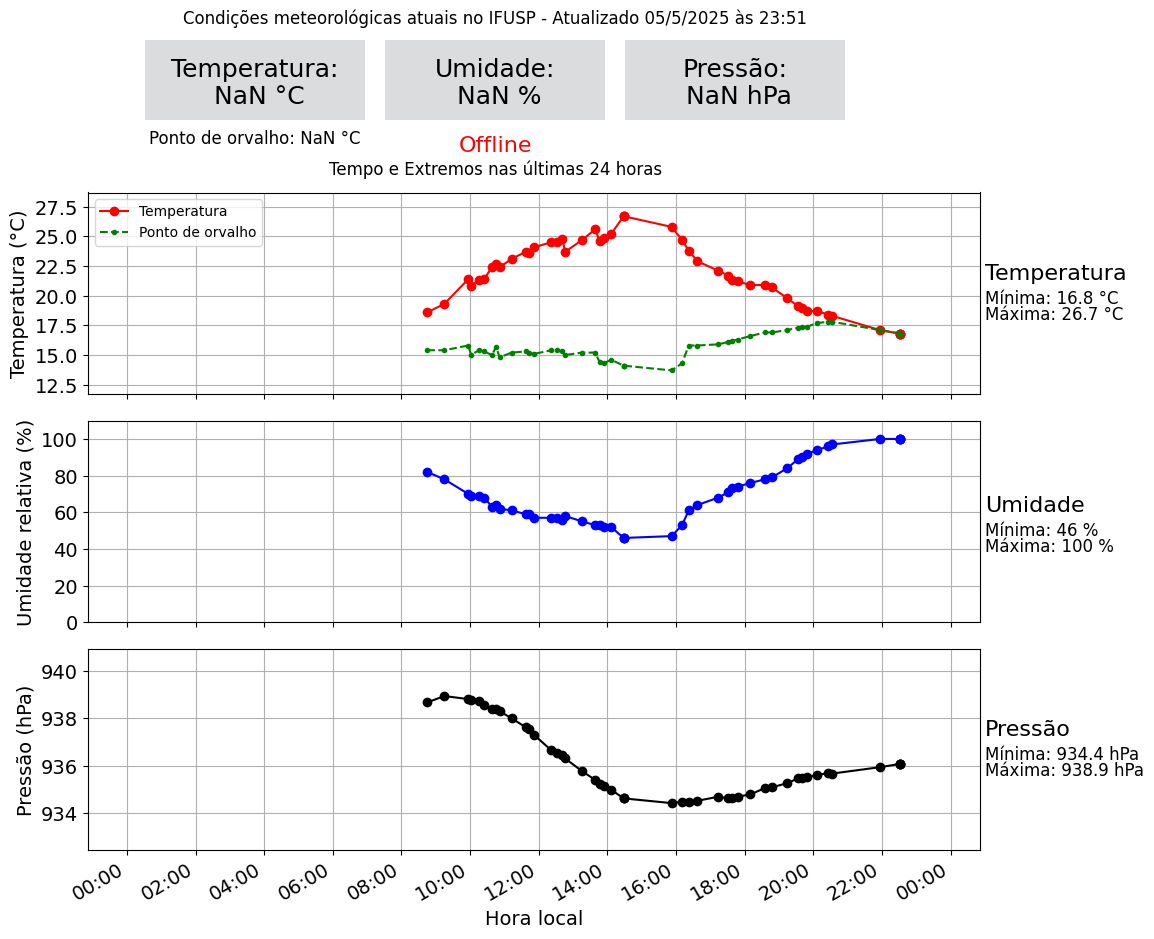 Condições meteorológicas atuais no IFUSP - Atualizado 05/5/2025 às 23:51
Temperatura:
NaN °C
Umidade:
NaN %
Pressão:
NaN hPa
Ponto de orvalho: NaN °C
Offline
Tempo e Extremos nas últimas 24 horas
Temperatura (°C)
27.5
25.0
22.5
20.0
17.5
15.0
12.5
Temperatura
Ponto de orvalho
Temperatura
Mínima: 16.8 °C
Máxima: 26.7 °C
Umidade relativa (%)
100
80
60
40
20
0
Umidade
Mínima: 46 %
Máxima: 100 %
Pressão (hPa)
940
938
936
934
Pressão
Mínima: 934.4 hPa
Máxima: 938.9 hPa
00:00
02:00
04:00
06:00
08:00
10:00
12:00
14:00
16:00
18:00
20:00
22:00
00:00
Hora local